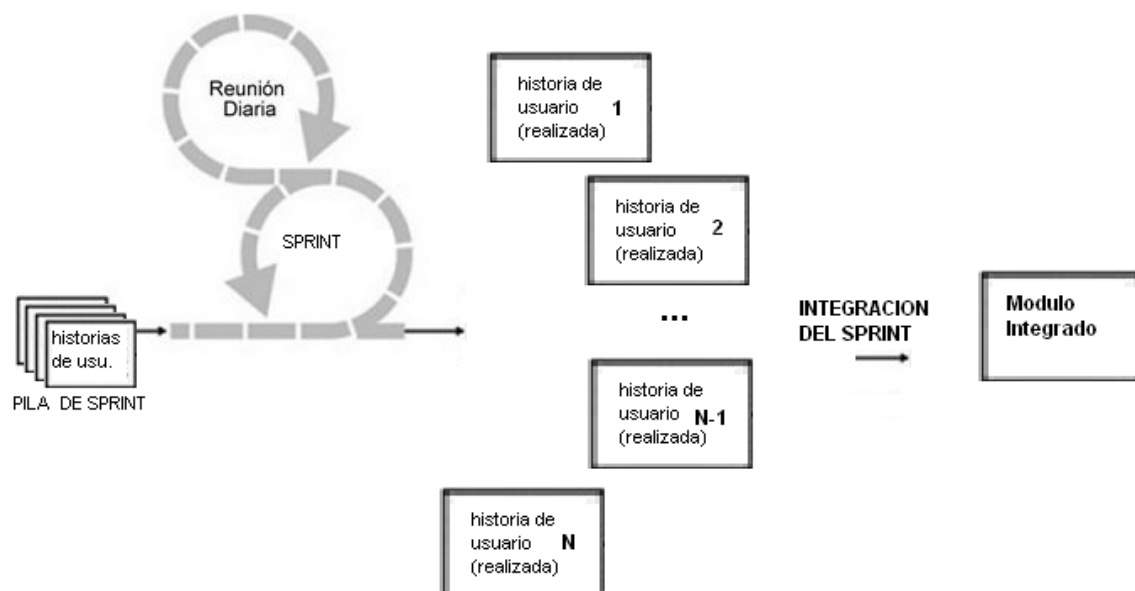 Reunión
Diaria
SPRINT
historias
de usu.
PILA DE SPRINT
historia de
usuario 1
(realizada)
historia de
usuario 2
(realizada)
...
historia de
usuario N-1
(realizada)
historia de
usuario N
(realizada)
INTEGRACION
DEL SPRINT
Modulo
Integrado